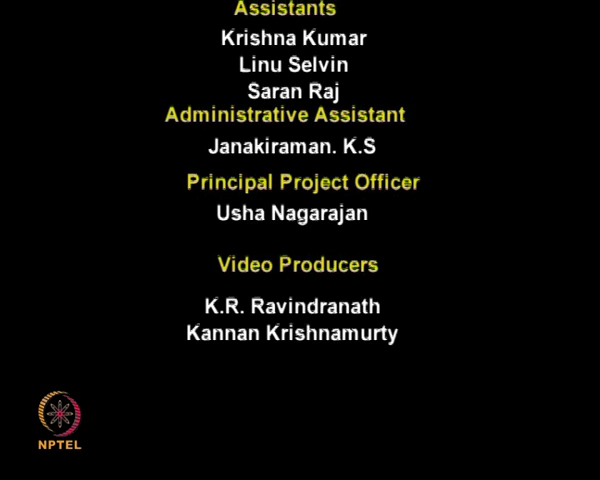 Assistants
Krishna Kumar
Linu Selvin
Saran Raj
Administrative Assistant
Janakiraman. K.S
Principal Project Officer
Usha Nagarajan
Video Producers
K.R. Ravindranath
Kannan Krishnamurty
NPTEL